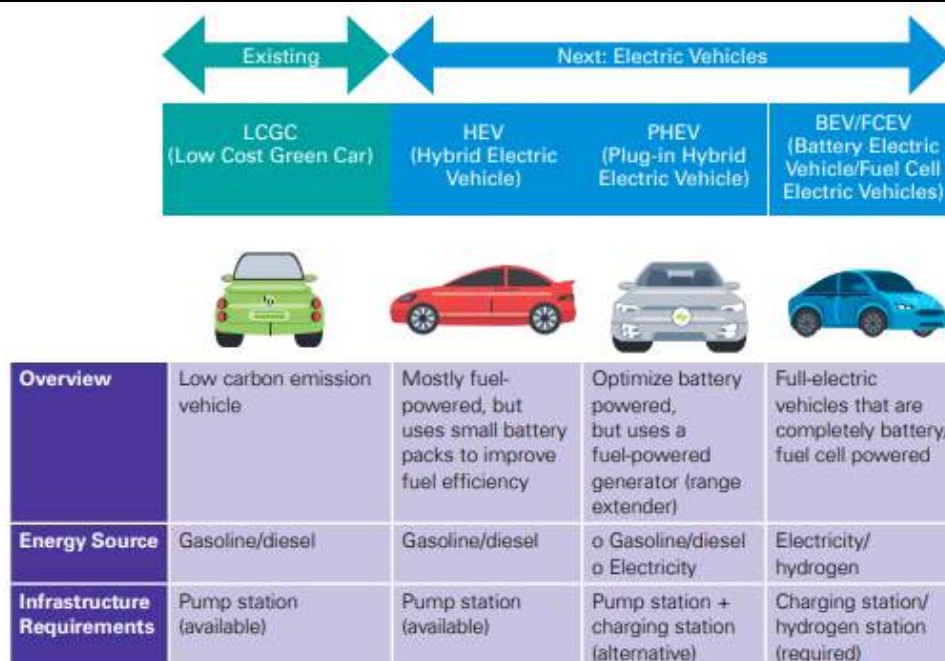 Existing
Next: Electric Vehicles
LCGC
(Low Cost Green Car)
HEV
(Hybrid Electric
Vehicle)
PHEV
(Plug-in Hybrid
Electric Vehicle)
BEV/FCEV
(Battery Electric
Vehicle/Fuel Cell
Electric Vehicles)
Overview
Low carbon emission
vehicle
Mostly fuel-
powered, but
uses small battery
packs to improve
fuel efficiency
Optimize battery
powered,
but uses a
fuel-powered
generator (range
extender)
Full-electric
vehicles that are
completely battery,
fuel cell powered
Energy Source
Gasoline/diesel
Gasoline/diesel
o Gasoline/diesel
o Electricity
Electricity/
hydrogen
Infrastructure
Requirements
Pump station
(available)
Pump station
(available)
Pump station +
charging station
(alternative)
Charging station/
hydrogen station
(required)